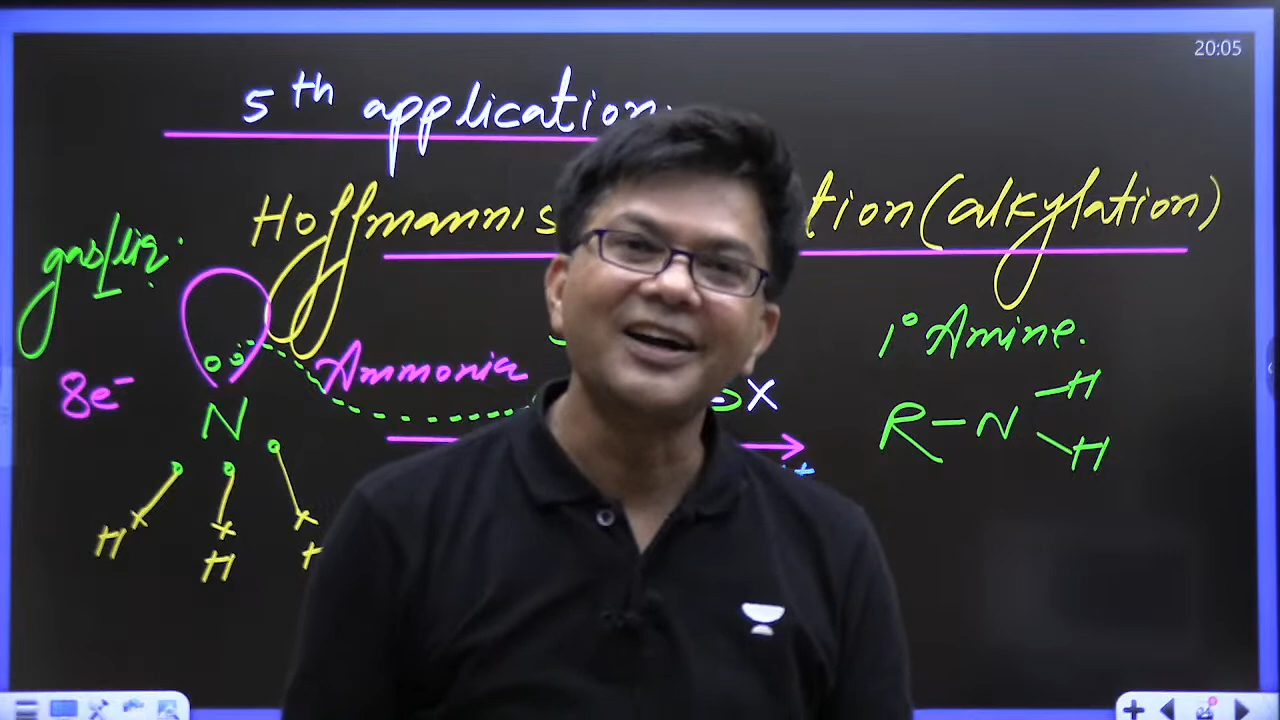 20:05
5th application
Hoffmann's tion (alkylation)
gas/liq.
1° Amine.
Ammonia
8e⁻
X
N
R-N
H
H
H
H